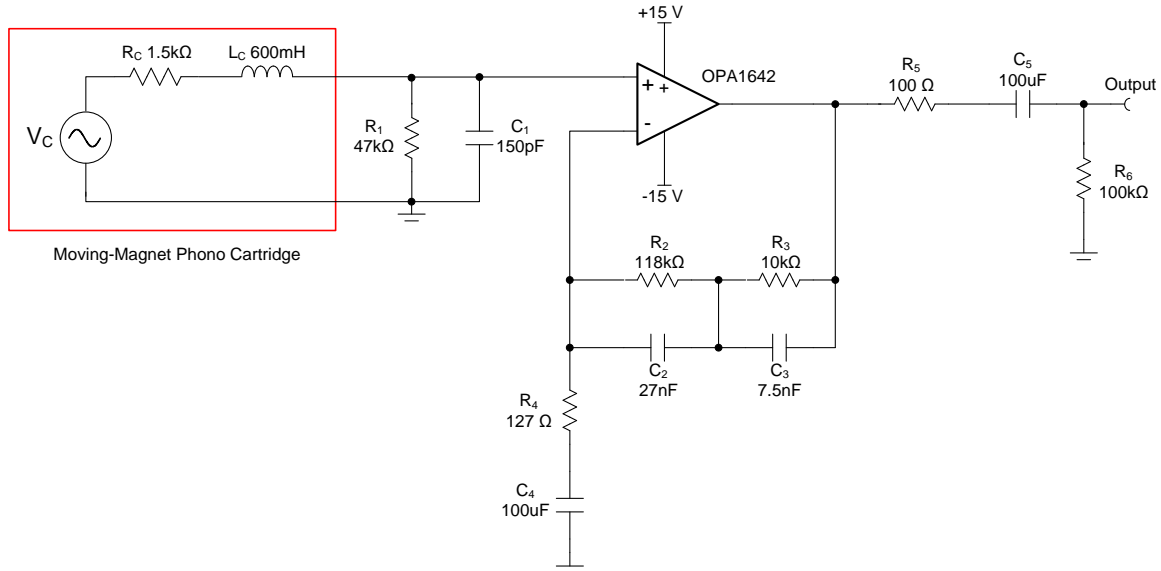 +15 V
R_C 1.5kΩ
L_C 600mH
OPA1642
R_5
100 Ω
C_5
100uF
Output
V_C
R_1
47kΩ
C_1
150pF
+
+
-
-15 V
R_6
100kΩ
Moving-Magnet Phono Cartridge
R_2
118kΩ
R_3
10kΩ
C_2
27nF
C_3
7.5nF
R_4
127 Ω
C_4
100uF